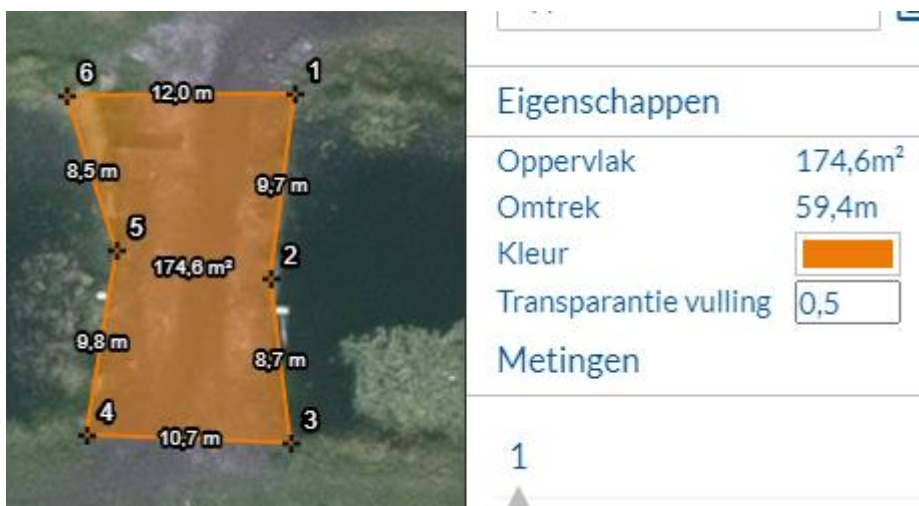 6
1
12,0 m
8,5 m
9,7 m
5
2
174,6 m²
9,8 m
8,7 m
4
3
10,7 m
Eigenschappen
Oppervlak 174,6m²
Omtrek 59,4m
Kleur
Transparantie vulling 0,5
Metingen
1